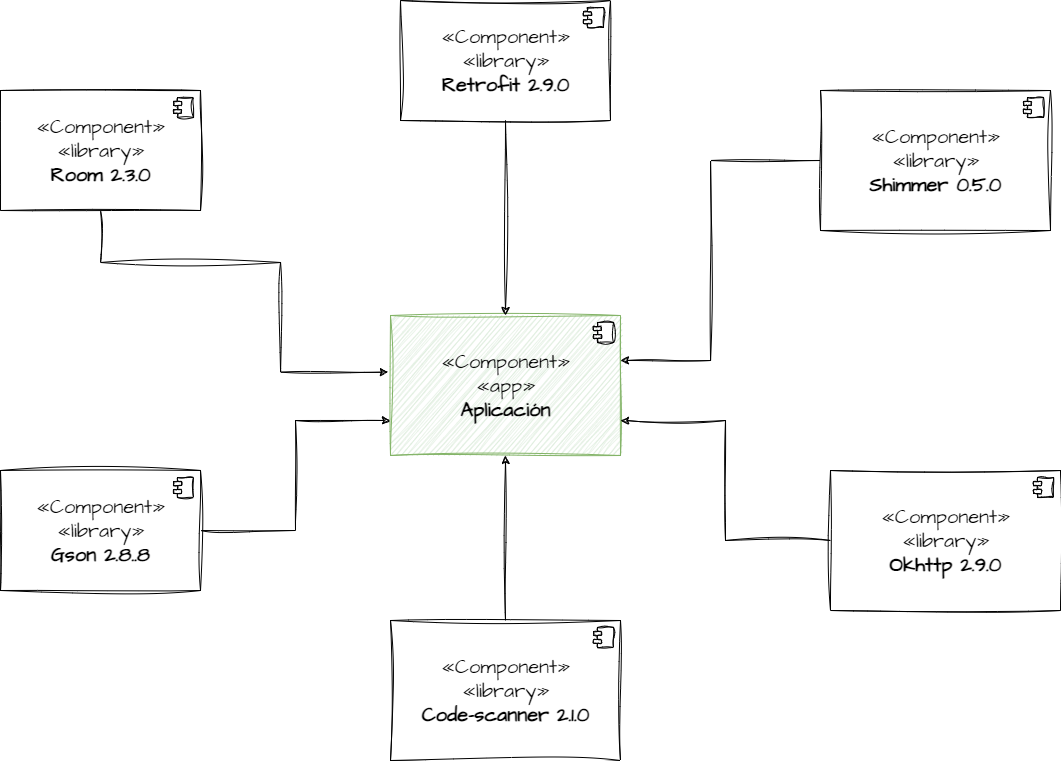 «Component»
«library»
Retrofit 2.9.0
«Component»
«library»
Room 2.3.0
«Component»
«library»
Shimmer 0.5.0
«Component»
«app»
Aplicación
«Component»
«library»
Gson 2.8.8
«Component»
«library»
Okhttp 2.9.0
«Component»
«library»
Code-scanner 2.1.0